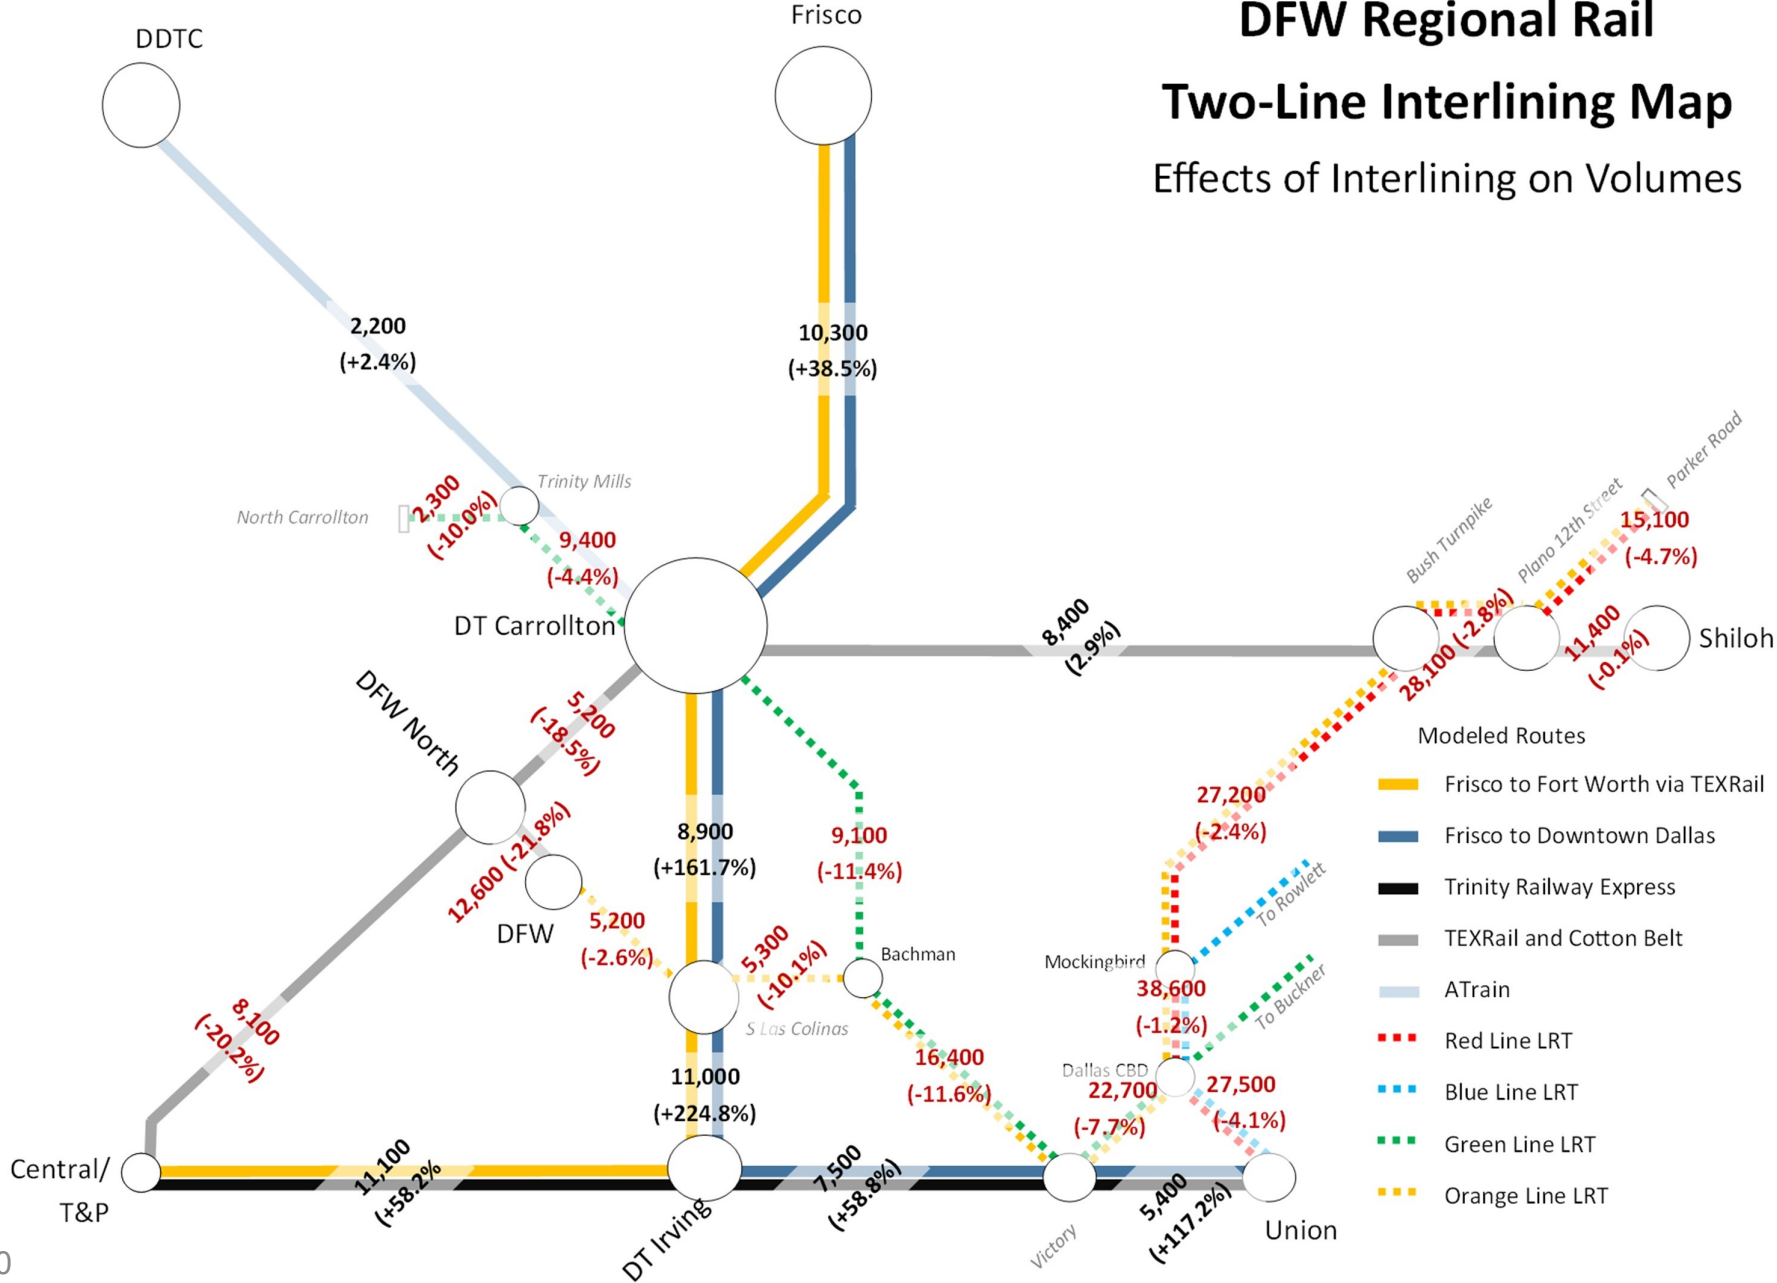 DFW Regional Rail
Two-Line Interlining Map
Effects of Interlining on Volumes
DDTC
Frisco
2,200
(+2.4%)
10,300
(+38.5%)
North Carrollton
2,300
(-10.0%)
Trinity Mills
9,400
(-4.4%)
DT Carrollton
8,400
(2.9%)
Bush Turnpike
Plano 12th Street
Parker Road
15,100
(-4.7%)
28,100 (-2.8%)
11,400
(-0.1%)
Shiloh
DFW North
5,200
(-18.5%)
12,600 (-21.8%)
DFW
5,200
(-2.6%)
8,900
(+161.7%)
9,100
(-11.4%)
27,200
(-2.4%)
5,300
(-10.1%)
Bachman
S Las Colinas
Mockingbird
To Rowlett
38,600
(-1.2%)
To Buckner
Dallas CBD
8,100
(-20.2%)
11,000
(+224.8%)
16,400
(-11.6%)
22,700
(-7.7%)
27,500
(-4.1%)
Central/
T&P
11,100
(+58.2%
DT Irving
7,500
(+58.8%)
Victory
5,400
(+117.2%)
Union
Modeled Routes
Frisco to Fort Worth via TEXRail
Frisco to Downtown Dallas
Trinity Railway Express
TEXRail and Cotton Belt
ATrain
Red Line LRT
Blue Line LRT
Green Line LRT
Orange Line LRT
0